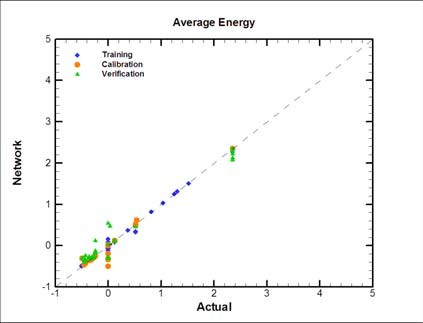 Average Energy
5
Training
Calibration
Verification
4
3
2
1
0
-1
Network
-1 0 1 2 3 4 5
Actual